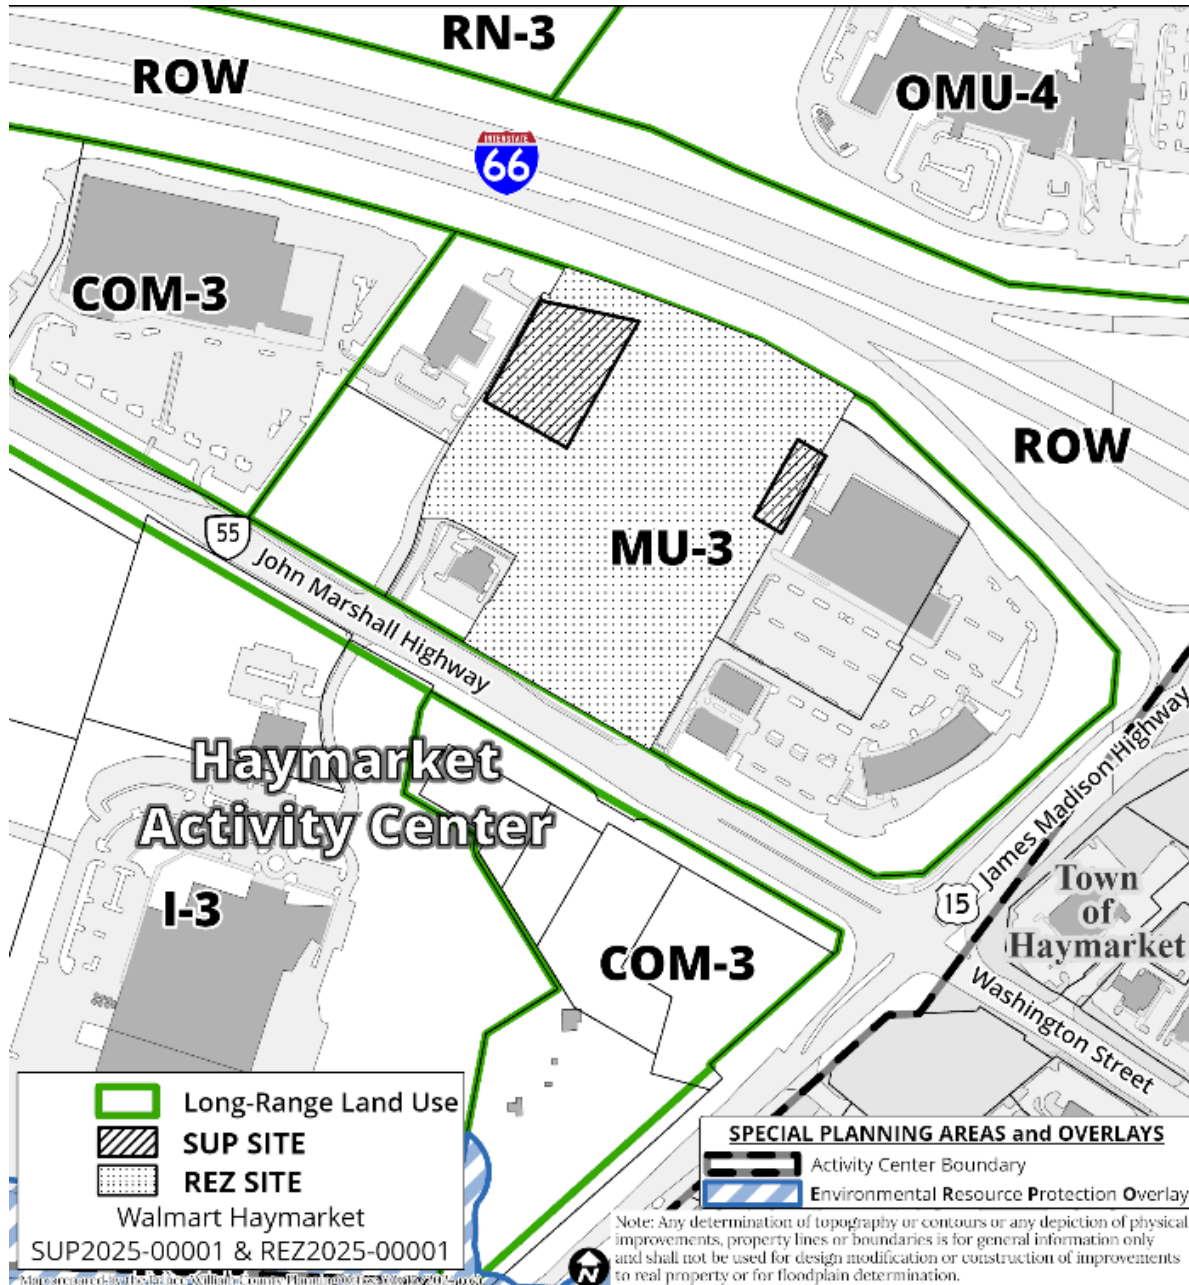 RN-3
ROW
OMU-4
INTERSTATE
66
COM-3
ROW
MU-3
55
John Marshall Highway
Haymarket
Activity Center
James Madison Highway
I-3
15
Town
of
Haymarket
COM-3
Washington Street
Long-Range Land Use
SUP SITE
REZ SITE
Walmart Haymarket
SUP2025-00001 & REZ2025-00001
SPECIAL PLANNING AREAS and OVERLAYS
Activity Center Boundary
Environmental Resource Protection Overlay
Note: Any determination of topography or contours or any depiction of physical
improvements, property lines or boundaries is for general information only
and shall not be used for design modification or construction of improvements
to real property or for floodplain determination.
N